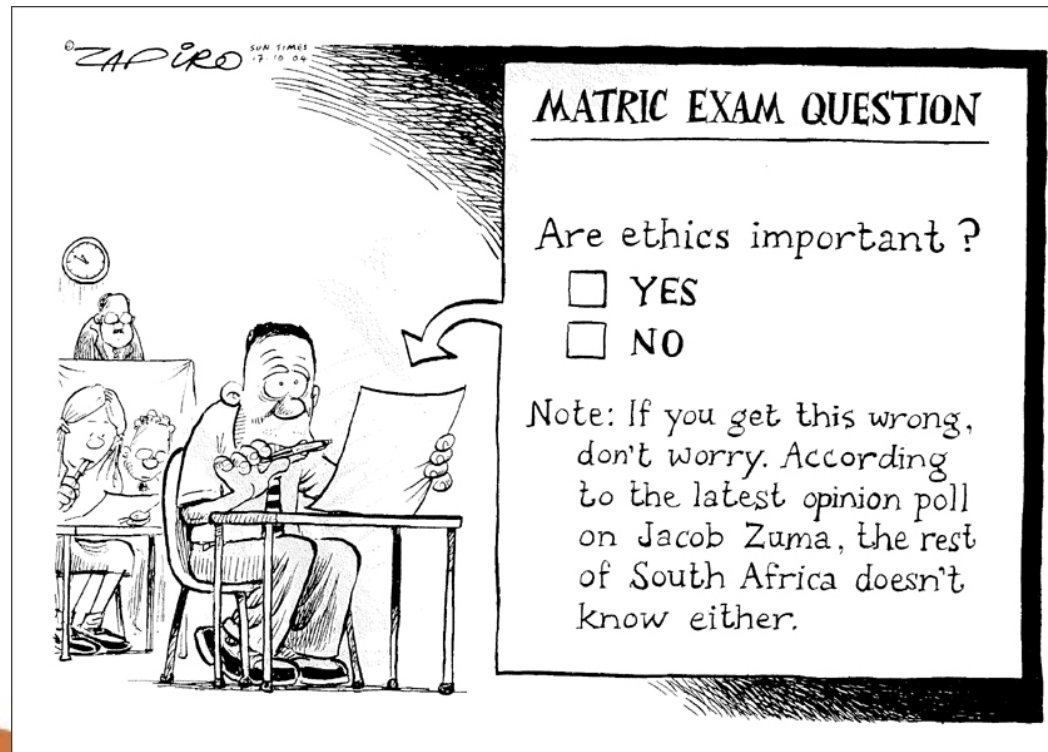 © ZAPIRO
SUN TIMES
17·10 04
MATRIC EXAM QUESTION
Are ethics important?
YES
NO
Note: If you get this wrong,
don't worry. According
to the latest opinion poll
on Jacob Zuma, the rest
of South Africa doesn't
know either.